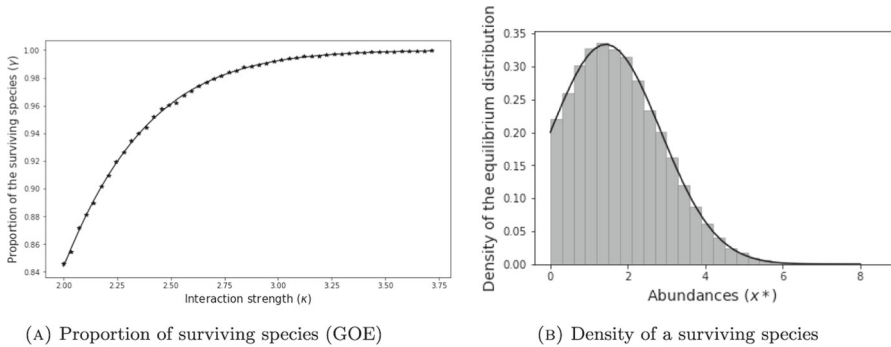 1.00
0.98
0.96
0.94
0.92
0.90
0.88
0.86
0.84
Proportion of the surviving species (γ)
2.00 2.25 2.50 2.75 3.00 3.25 3.50 3.75
Interaction strength (κ)
(A) Proportion of surviving species (GOE)
0.35
0.30
0.25
0.20
0.15
0.10
0.05
0.00
Density of the equilibrium distribution
0 2 4 6 8
Abundances (x*)
(B) Density of a surviving species